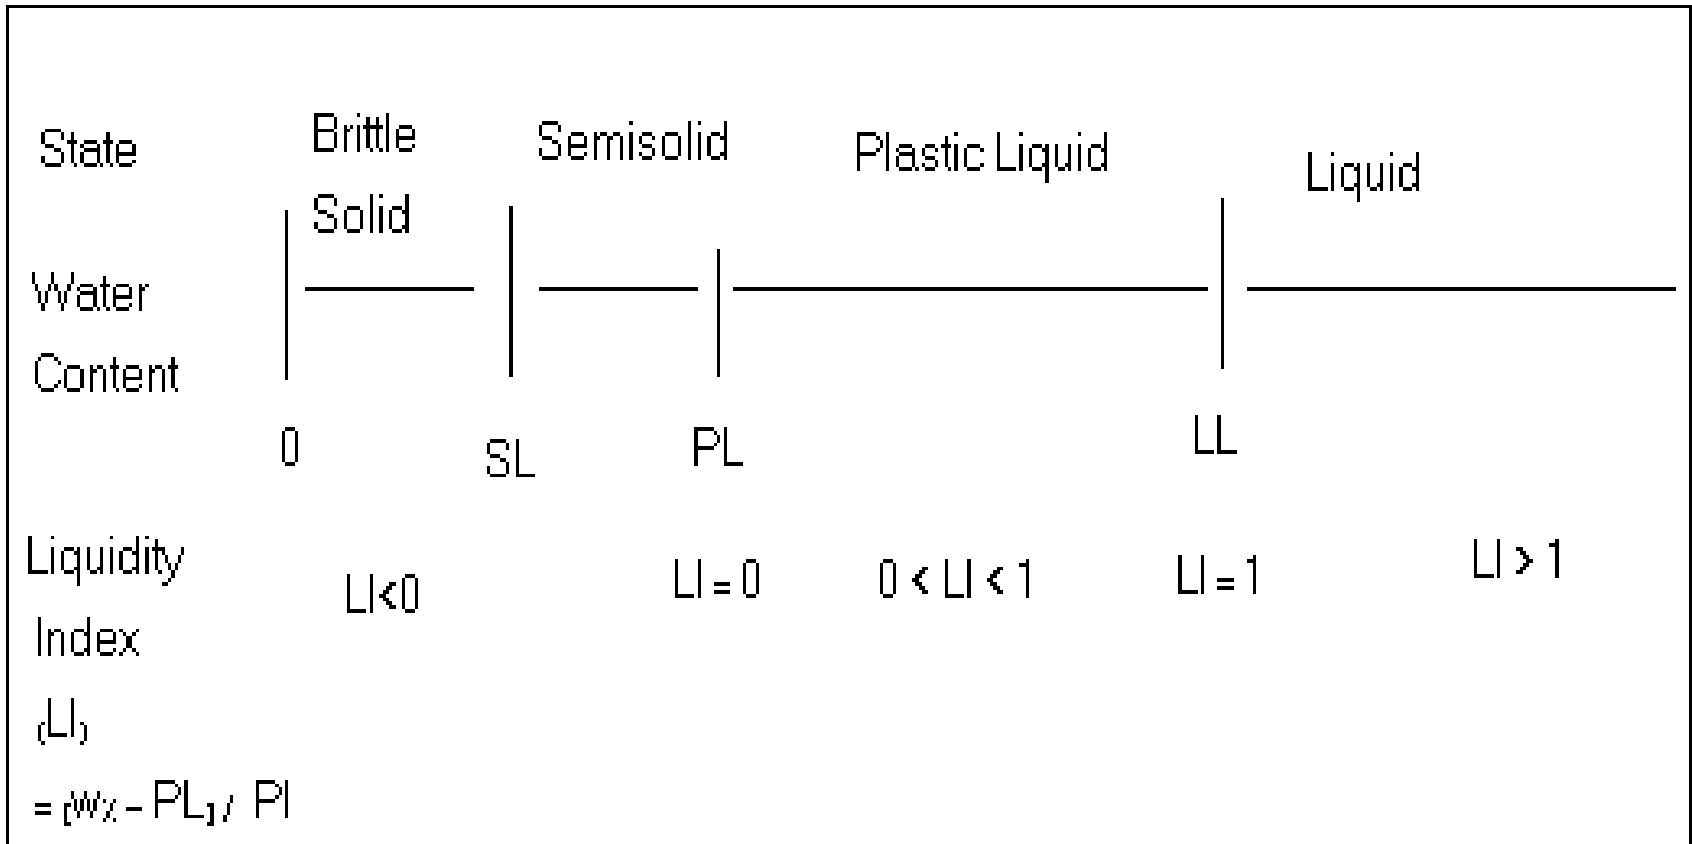 State Brittle Solid Semisolid Plastic Liquid Liquid
Water Content
0 SL PL LL
Liquidity Index (LI) = [w% – PL] / PI
LI<0 LI = 0 0 < LI < 1 LI = 1 LI > 1